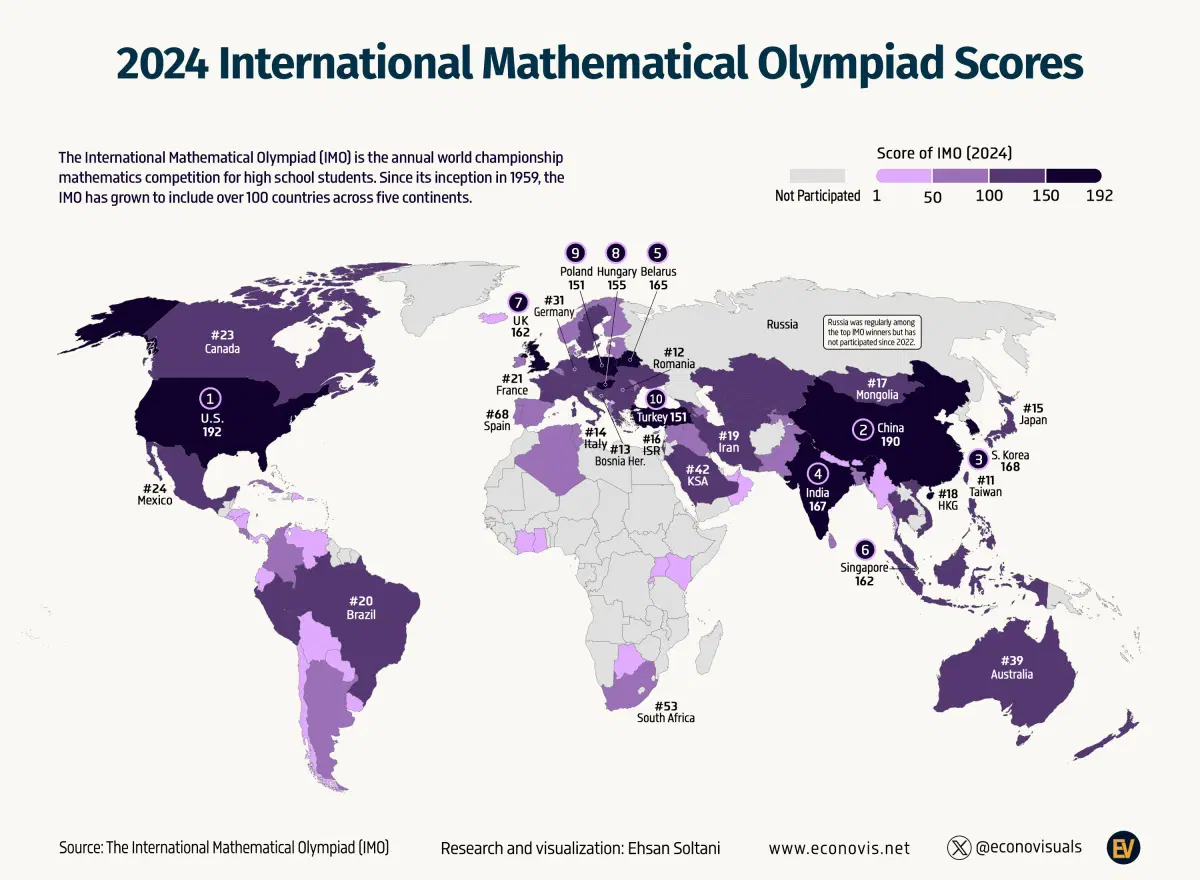 2024 International Mathematical Olympiad Scores
The International Mathematical Olympiad (IMO) is the annual world championship
mathematics competition for high school students. Since its inception in 1959, the
IMO has grown to include over 100 countries across five continents.
Score of IMO (2024)
Not Participated
1
50
100
150
192
9
Poland
151
8
Hungary
155
5
Belarus
165
7
UK
162
#31
Germany
Russia
Russia was regularly among
the top IMO winners but has
not participated since 2022.
#23
Canada
#12
Romania
#21
France
#17
Mongolia
1
U.S.
192
10
Turkey 151
#68
Spain
#15
Japan
#14
Italy
#13
Bosnia Her.
#16
ISR
#19
Iran
2
China
190
3
S. Korea
168
#42
KSA
4
India
167
#11
Taiwan
#18
HKG
#24
Mexico
6
Singapore
162
#20
Brazil
#39
Australia
#53
South Africa
Source: The International Mathematical Olympiad (IMO)
Research and visualization: Ehsan Soltani
www.econovis.net
@econovisuals
EV